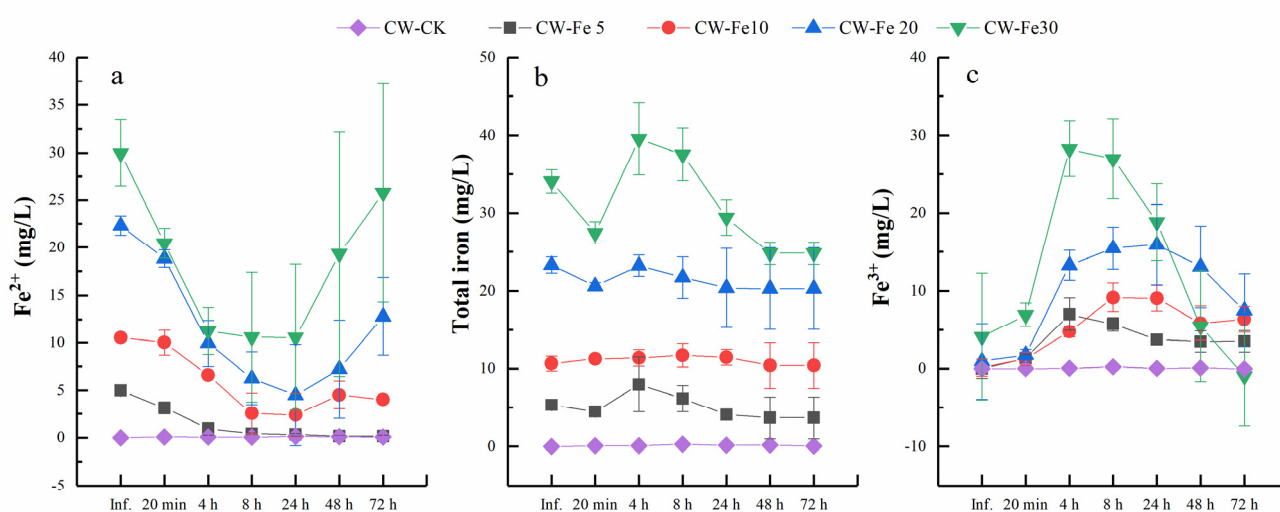 CW-CK CW-Fe 5 CW-Fe10 CW-Fe 20 CW-Fe30
a
Fe²⁺ (mg/L)
40
35
30
25
20
15
10
5
0
-5
Inf. 20 min 4 h 8 h 24 h 48 h 72 h
b
Total iron (mg/L)
50
40
30
20
10
0
Inf. 20 min 4 h 8 h 24 h 48 h 72 h
c
Fe³⁺ (mg/L)
40
30
20
10
0
-10
Inf. 20 min 4 h 8 h 24 h 48 h 72 h